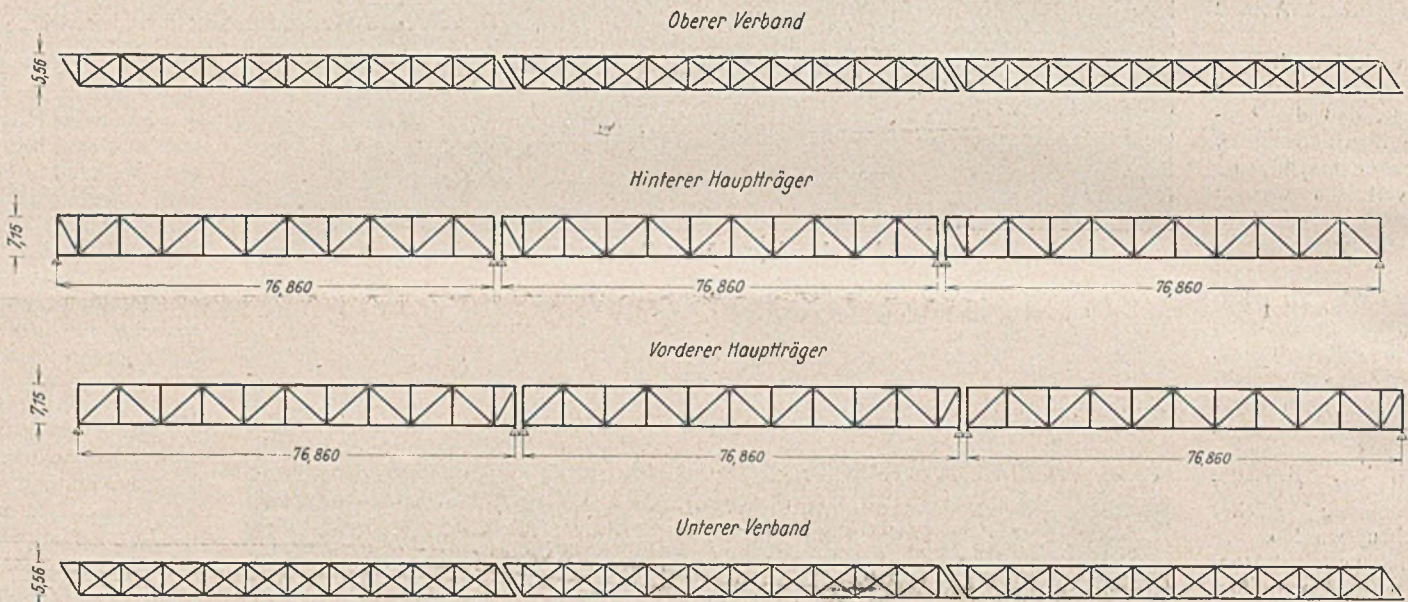 Oberer Verband
5,56
Hinterer Hauptträger
7,15
76,860 76,860 76,860
Vorderer Hauptträger
7,15
76,860 76,860 76,860
Unterer Verband
5,56